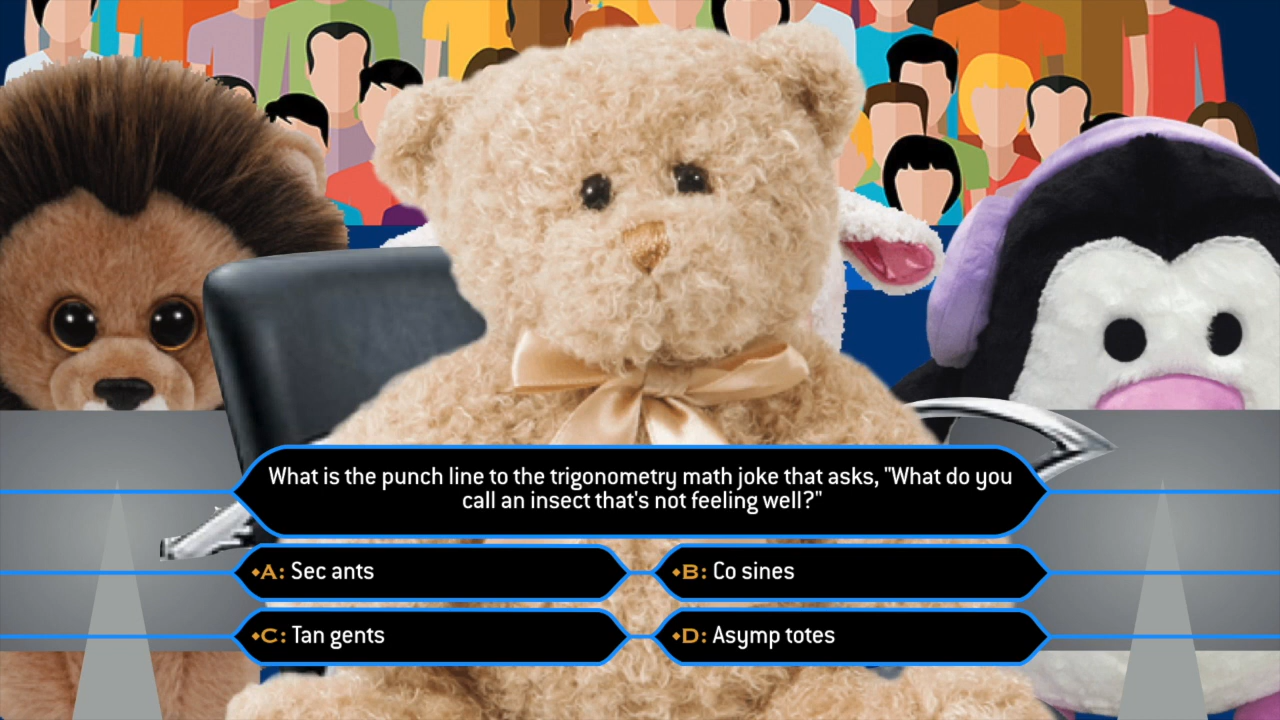 What is the punch line to the trigonometry math joke that asks, "What do you
call an insect that's not feeling well?"
A: Sec ants
B: Co sines
C: Tan gents
D: Asymp totes